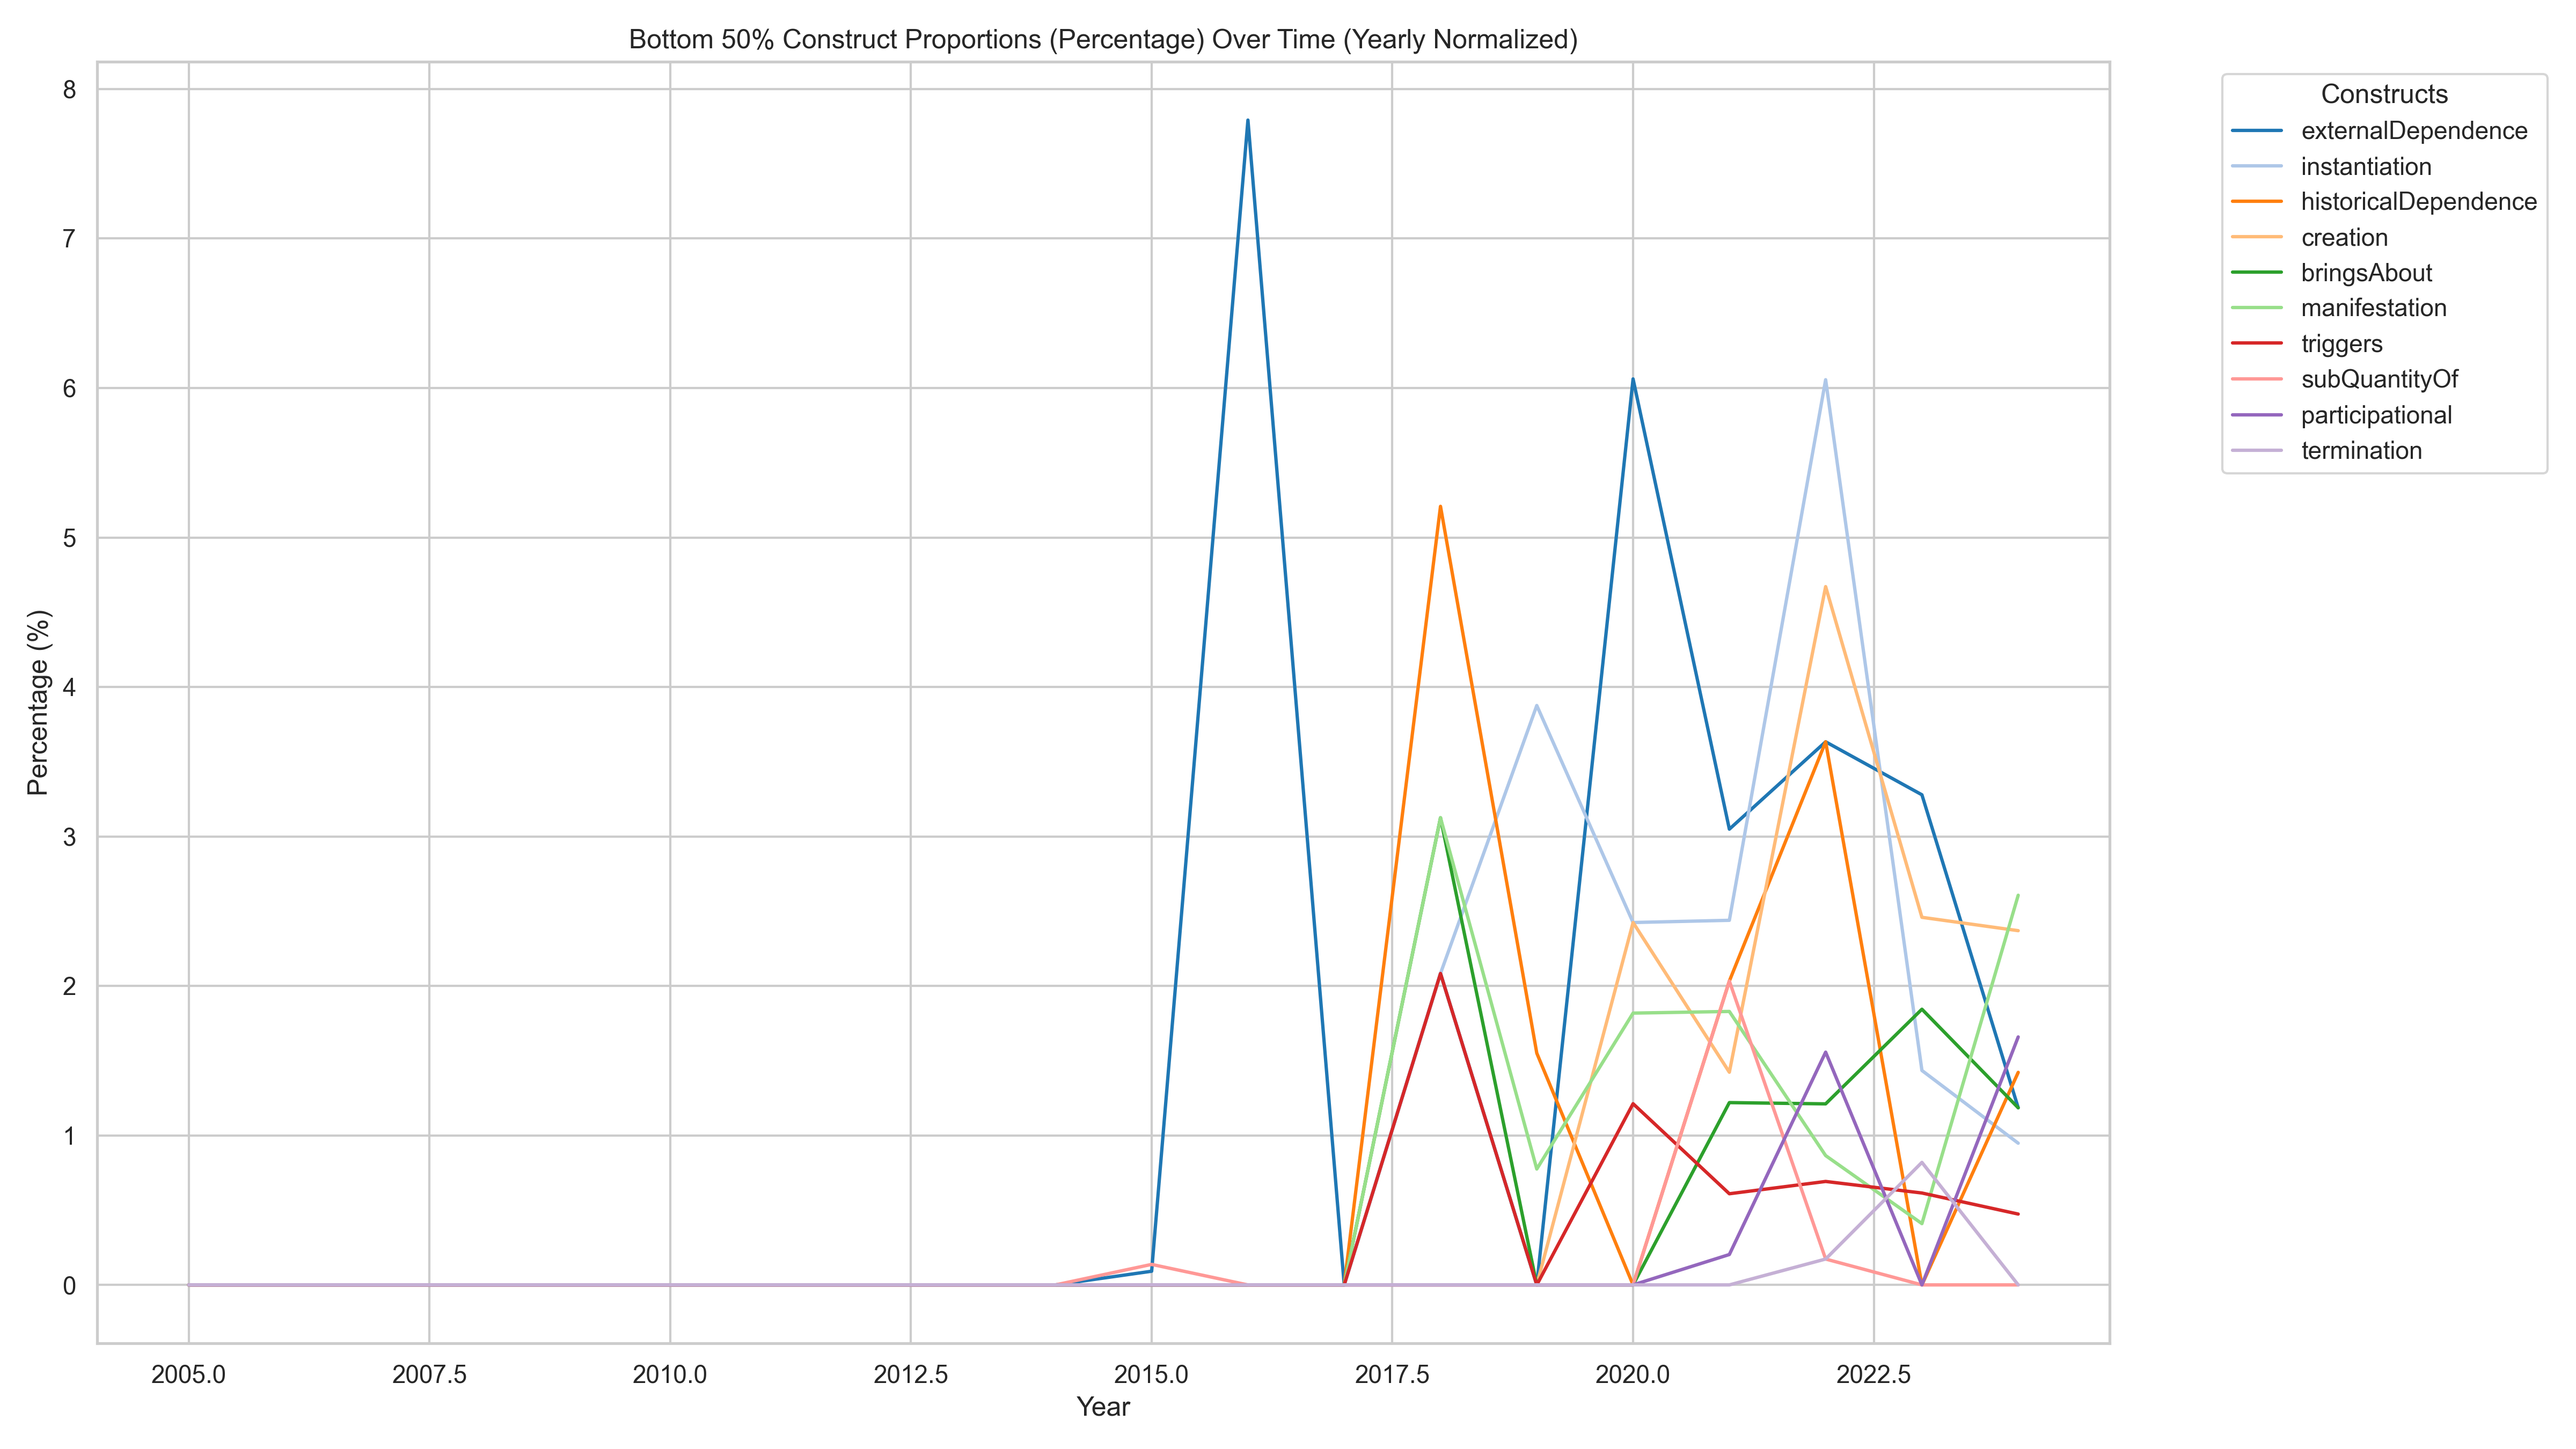 Bottom 50% Construct Proportions (Percentage) Over Time (Yearly Normalized)
Constructs
externalDependence
instantiation
historicalDependence
creation
bringsAbout
manifestation
triggers
subQuantityOf
participational
termination
Percentage (%)
8
7
6
5
4
3
2
1
0
2005.0 2007.5 2010.0 2012.5 2015.0 2017.5 2020.0 2022.5
Year